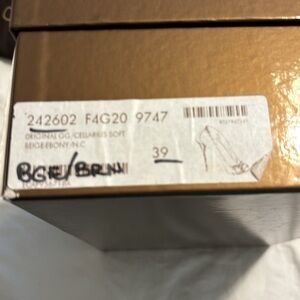 242602 F4G20 9747
ORIGINAL GG/CELLARIUS SOFT
BEIGE-EBONY/N.C
39
BGE/BRN